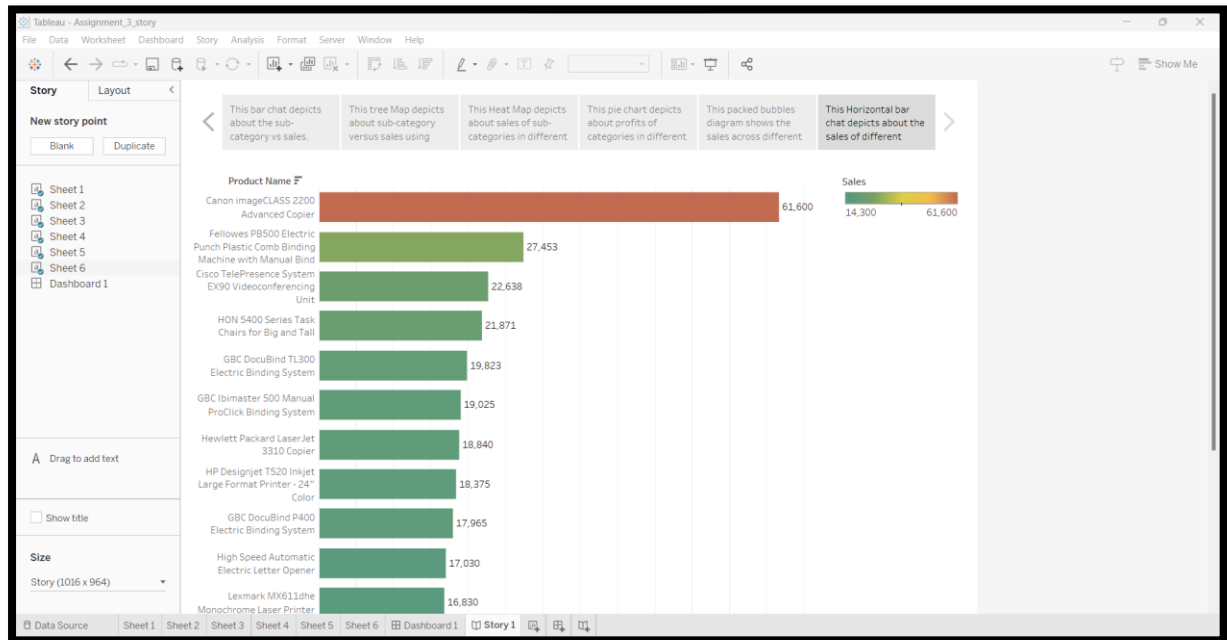 Tableau - Assignment_3_story
File Data Worksheet Dashboard Story Analysis Format Server Window Help
Show Me
Story Layout
New story point
Blank Duplicate
Sheet 1
Sheet 2
Sheet 3
Sheet 4
Sheet 5
Sheet 6
Dashboard 1
A Drag to add text
Show title
Size
Story (1016 x 964)
This bar chat depicts
about the sub-
category vs sales.
This tree Map depicts
about sub-category
versus sales using
This Heat Map depicts
about sales of sub-
categories in different
This pie chart depicts
about profits of
categories in different
This packed bubbles
diagram shows the
sales across different
This Horizontal bar
chat depicts about the
sales of different
Product Name
Canon imageCLASS 2200
Advanced Copier
61,600
Fellowes PB500 Electric
Punch Plastic Comb Binding
Machine with Manual Bind
27,453
Cisco TelePresence System
EX90 Videoconferencing
Unit
22,638
HON 5400 Series Task
Chairs for Big and Tall
21,871
GBC DocuBind TL300
Electric Binding System
19,823
GBC Ibimaster 500 Manual
ProClick Binding System
19,025
Hewlett Packard LaserJet
3310 Copier
18,840
HP Designjet T520 Inkjet
Large Format Printer - 24"
Color
18,375
GBC DocuBind P400
Electric Binding System
17,965
High Speed Automatic
Electric Letter Opener
17,030
Lexmark MX611dhe
Monochrome Laser Printer
16,830
Sales
14,300 61,600
Data Source Sheet 1 Sheet 2 Sheet 3 Sheet 4 Sheet 5 Sheet 6 Dashboard 1 Story 1